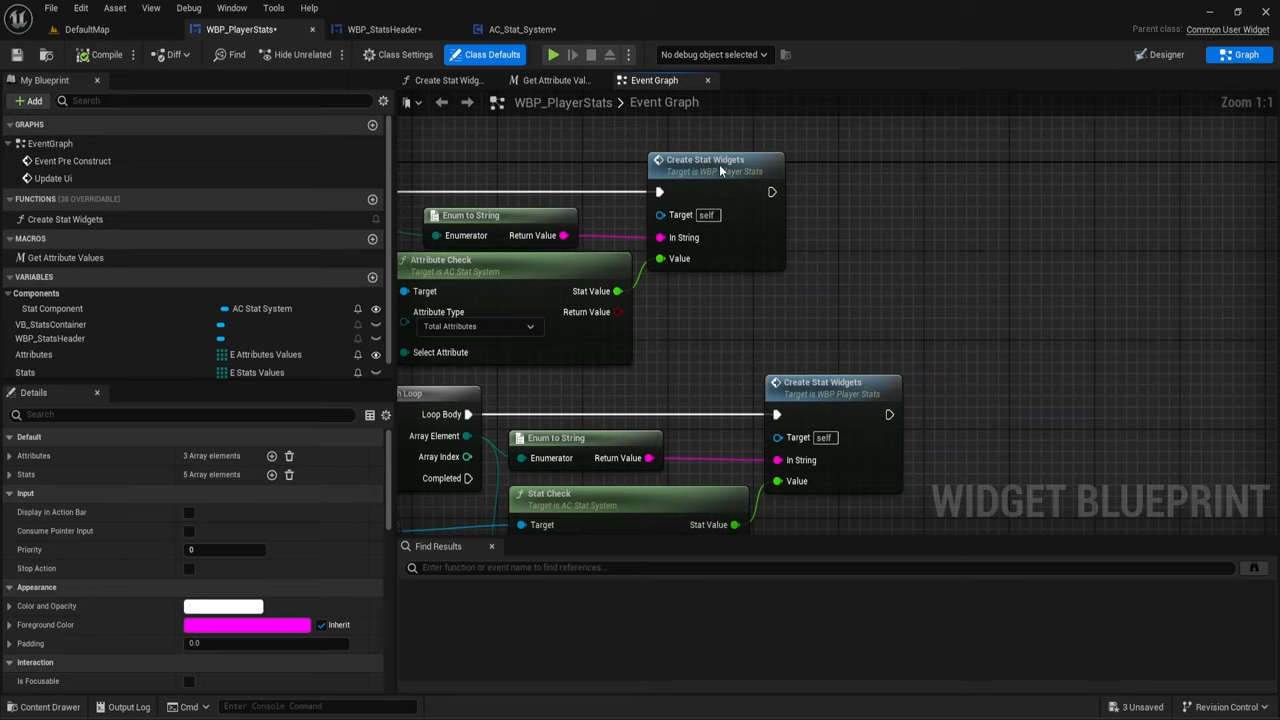 File Edit Asset View Debug Window Tools Help
DefaultMap WBP_PlayerStats• WBP_StatsHeader• AC_Stat_System•
Parent class: Common User Widget
Compile Diff Find Hide Unrelated Class Settings Class Defaults No debug object selected Designer Graph
My Blueprint
Create Stat Widg... Get Attribute Val... Event Graph
Add Search
WBP_PlayerStats Event Graph Zoom 1:1
GRAPHS
EventGraph
Event Pre Construct
Update Ui
FUNCTIONS (38 OVERRIDABLE)
Create Stat Widgets
MACROS
Get Attribute Values
VARIABLES
Components
Stat Component AC Stat System
VB_StatsContainer
WBP_StatsHeader
Attributes E Attributes Values
Stats E Stats Values
Create Stat Widgets
Target is WBP Player Stats
Target self
In String
Value
Enum to String
Enumerator Return Value
Attribute Check
Target is AC Stat System
Target Stat Value
Attribute Type Return Value
Total Attributes
Select Attribute
h Loop
Loop Body
Array Element
Array Index
Completed
Enum to String
Enumerator Return Value
Stat Check
Target is AC Stat System
Target Stat Value
Create Stat Widgets
Target is WBP Player Stats
Target self
In String
Value
WIDGET BLUEPRINT
Details
Search
Default
Attributes 3 Array elements
Stats 5 Array elements
Input
Display in Action Bar
Consume Pointer Input
Priority 0
Stop Action
Appearance
Color and Opacity
Foreground Color Inherit
Padding 0.0
Interaction
Is Focusable
Find Results
Enter function or event name to find references...
Content Drawer Output Log Cmd Enter Console Command 3 Unsaved Revision Control